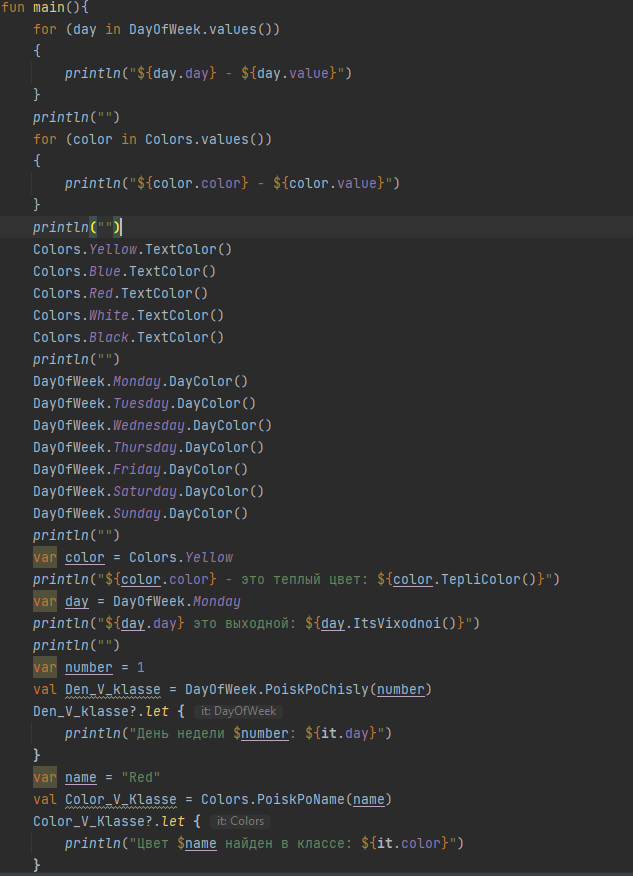 fun main(){
    for (day in DayOfWeek.values())
    {
        println("${day.day} - ${day.value}")
    }
    println("")
    for (color in Colors.values())
    {
        println("${color.color} - ${color.value}")
    }
    println("")
    Colors.Yellow.TextColor()
    Colors.Blue.TextColor()
    Colors.Red.TextColor()
    Colors.White.TextColor()
    Colors.Black.TextColor()
    println("")
    DayOfWeek.Monday.DayColor()
    DayOfWeek.Tuesday.DayColor()
    DayOfWeek.Wednesday.DayColor()
    DayOfWeek.Thursday.DayColor()
    DayOfWeek.Friday.DayColor()
    DayOfWeek.Saturday.DayColor()
    DayOfWeek.Sunday.DayColor()
    println("")
    var color = Colors.Yellow
    println("${color.color} - это теплый цвет: ${color.TepliColor()}")
    var day = DayOfWeek.Monday
    println("${day.day} это выходной: ${day.ItsVixodnoi()}")
    println("")
    var number = 1
    val Den_V_klasse = DayOfWeek.PoiskPoChisly(number)
    Den_V_klasse?.let { it: DayOfWeek
        println("День недели $number: ${it.day}")
    }
    var name = "Red"
    val Color_V_Klasse = Colors.PoiskPoName(name)
    Color_V_Klasse?.let { it: Colors
        println("Цвет $name найден в классе: ${it.color}")
    }